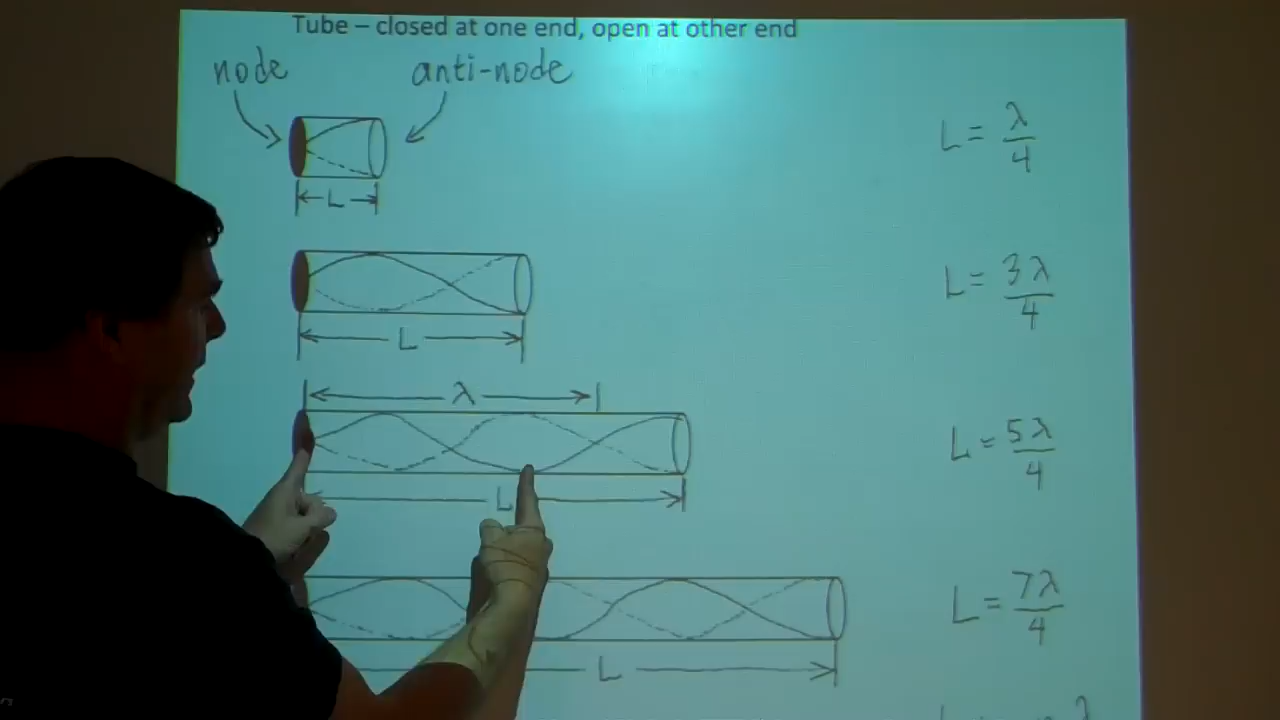 Tube – closed at one end, open at other end
node anti-node
L = λ/4
L
L = 3λ/4
L
λ
L = 5λ/4
L
L = 7λ/4
L